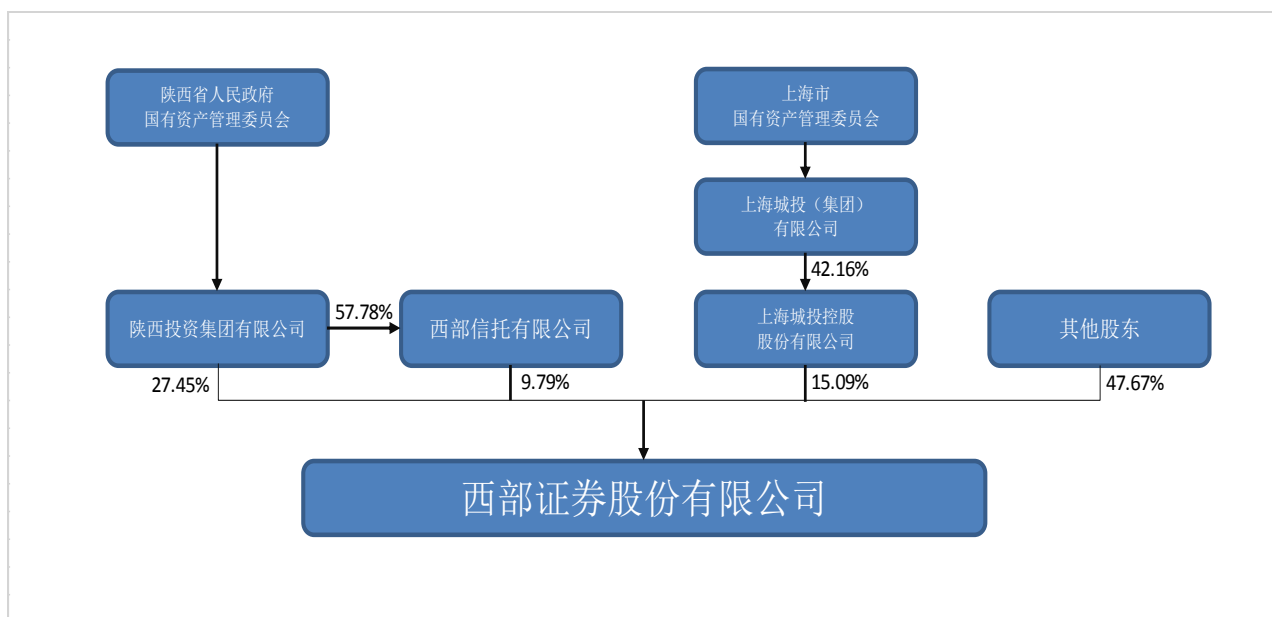 陕西省人民政府
国有资产管理委员会
上海市
国有资产管理委员会
上海城投（集团）
有限公司
42.16%
陕西投资集团有限公司
57.78%
西部信托有限公司
上海城投控股
股份有限公司
其他股东
27.45%
9.79%
15.09%
47.67%
西部证券股份有限公司